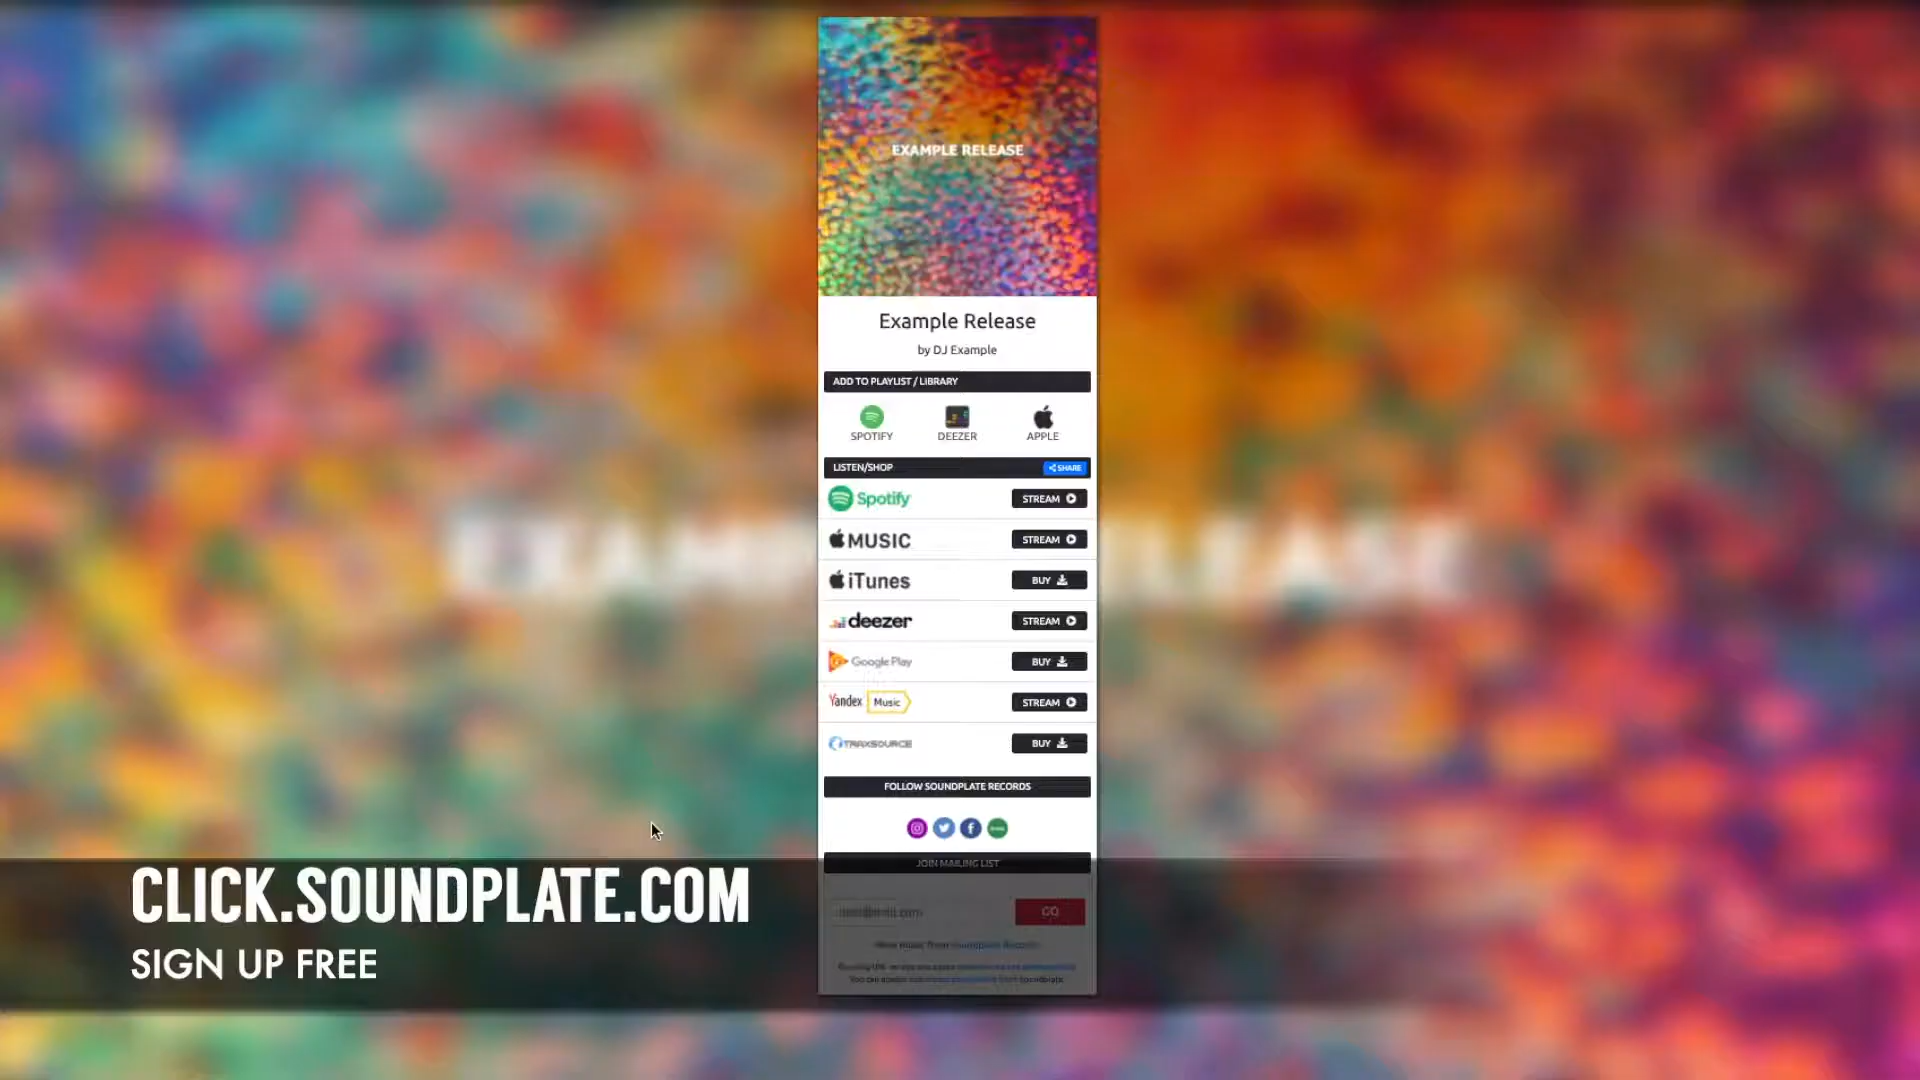 EXAMPLE RELEASE
Example Release
by DJ Example
ADD TO PLAYLIST / LIBRARY
SPOTIFY DEEZER APPLE
LISTEN/SHOP SHARE
Spotify STREAM
MUSIC STREAM
iTunes BUY
deezer STREAM
Google Play BUY
Yandex Music STREAM
TRAXSOURCE BUY
FOLLOW SOUNDPLATE RECORDS
JOIN MAILING LIST
GO
CLICK.SOUNDPLATE.COM
SIGN UP FREE